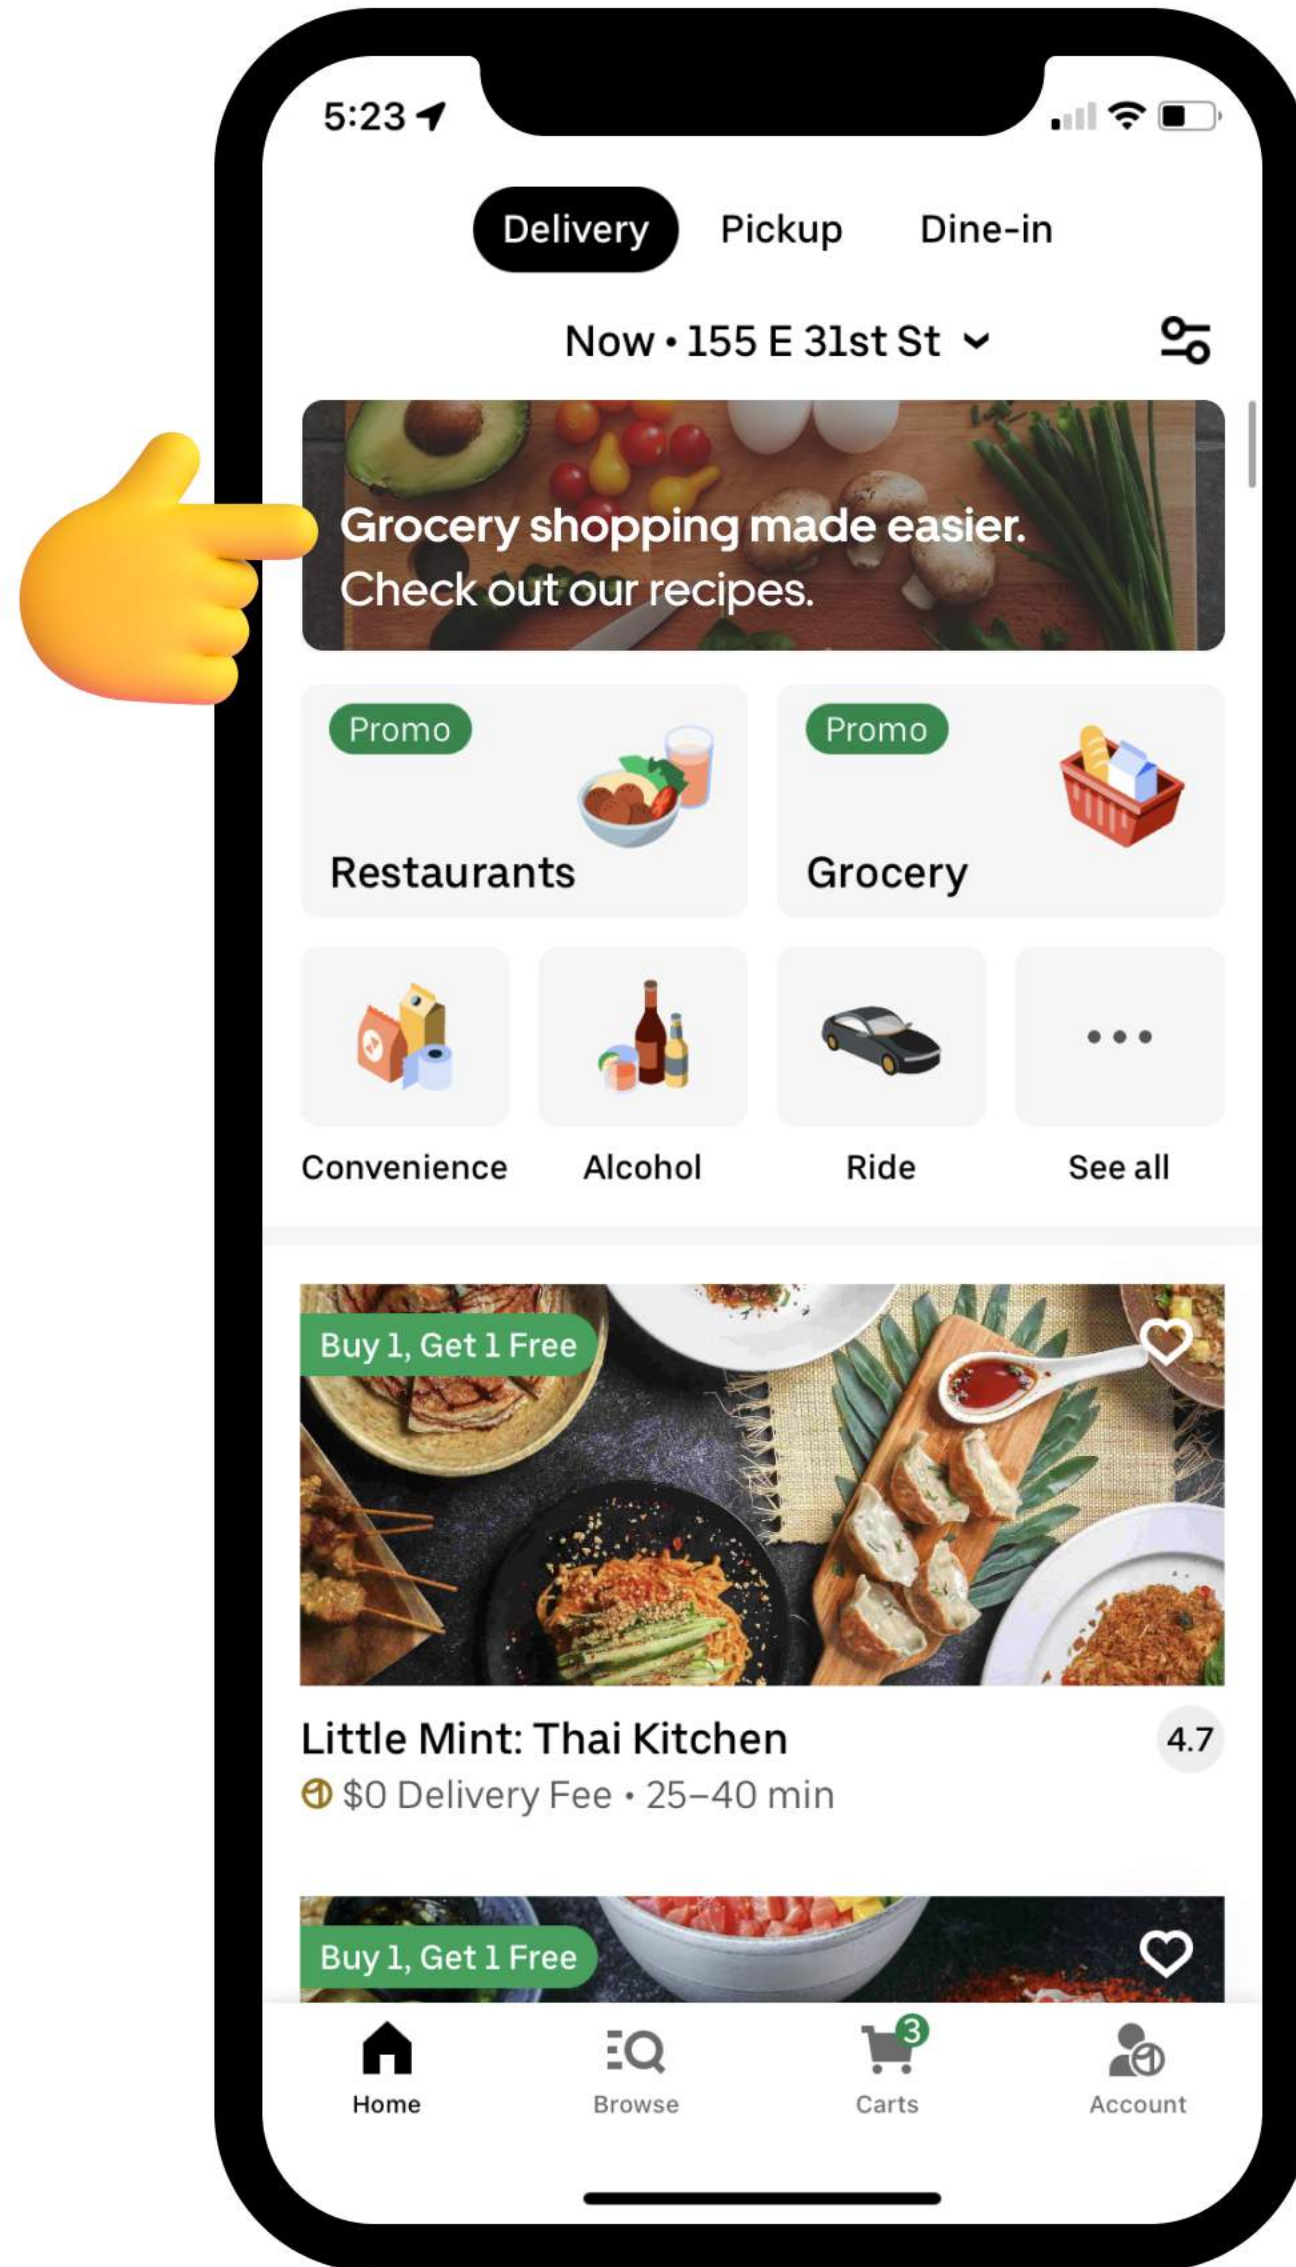 5:23
Delivery Pickup Dine-in
Now • 155 E 31st St
Grocery shopping made easier.
Check out our recipes.
Promo
Restaurants
Promo
Grocery
Convenience Alcohol Ride See all
Buy 1, Get 1 Free
Little Mint: Thai Kitchen 4.7
$0 Delivery Fee • 25–40 min
Buy 1, Get 1 Free
3
Home Browse Carts Account